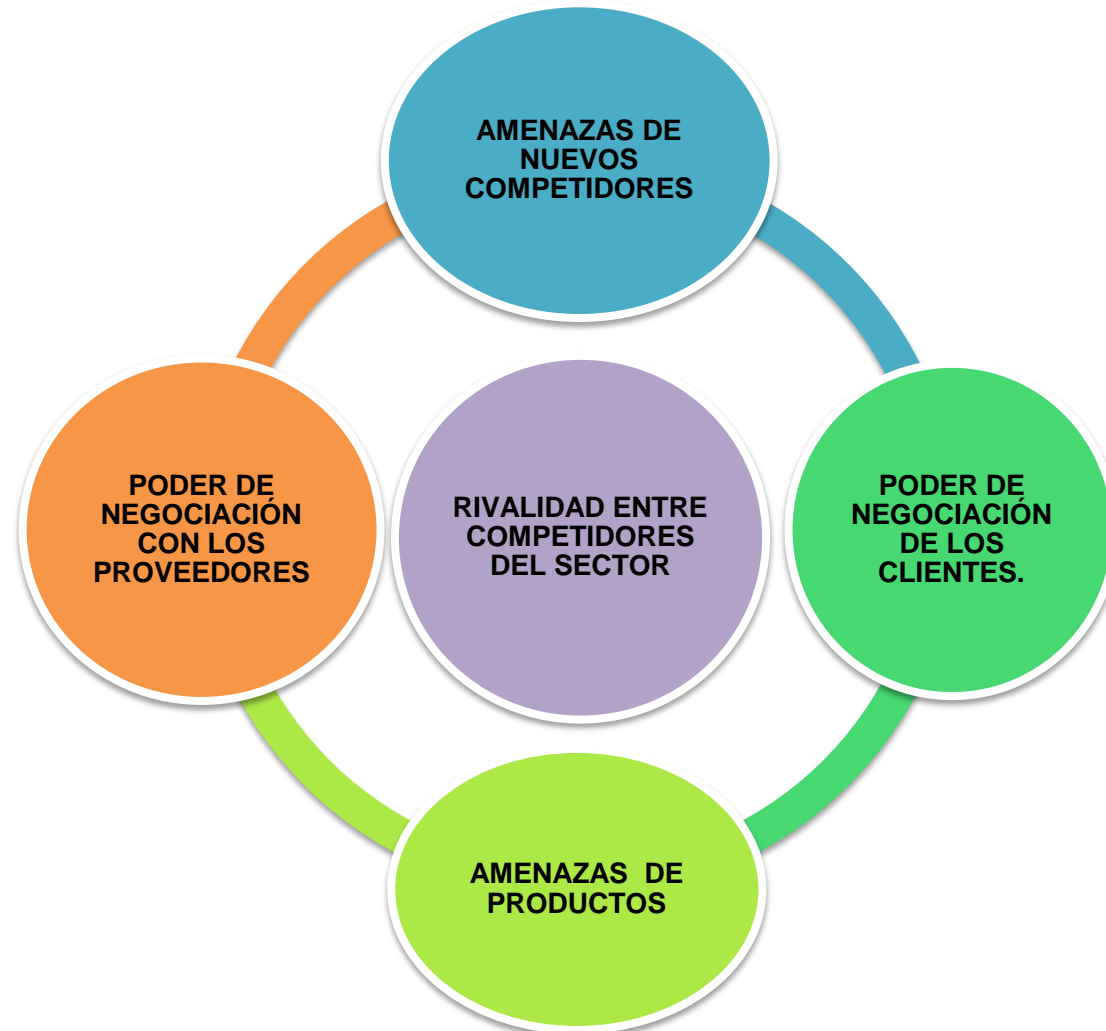 AMENAZAS DE
NUEVOS
COMPETIDORES
PODER DE
NEGOCIACIÓN
CON LOS
PROVEEDORES
RIVALIDAD ENTRE
COMPETIDORES
DEL SECTOR
PODER DE
NEGOCIACIÓN
DE LOS
CLIENTES.
AMENAZAS  DE
PRODUCTOS